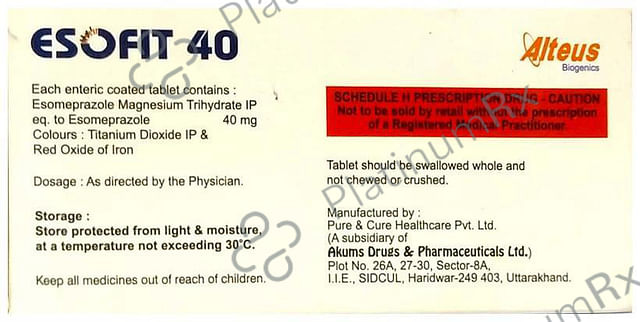 ESOFIT 40
Each enteric coated tablet contains :
Esomeprazole Magnesium Trihydrate IP
eq. to Esomeprazole 40 mg
Colours : Titanium Dioxide IP &
Red Oxide of Iron
Dosage : As directed by the Physician.
Storage :
Store protected from light & moisture,
at a temperature not exceeding 30°C.
Keep all medicines out of reach of children.
Alteus
Biogenics
SCHEDULE H PRESCRIPTION DRUG - CAUTION
Not to be sold by retail without the prescription
of a Registered Medical Practitioner.
Tablet should be swallowed whole and
not chewed or crushed.
Manufactured by :
Pure & Cure Healthcare Pvt. Ltd.
(A subsidiary of
Akums Drugs & Pharmaceuticals Ltd.)
Plot No. 26A, 27-30, Sector-8A,
I.I.E., SIDCUL, Haridwar-249 403, Uttarakhand.
PlatinumRx
PlatinumRx